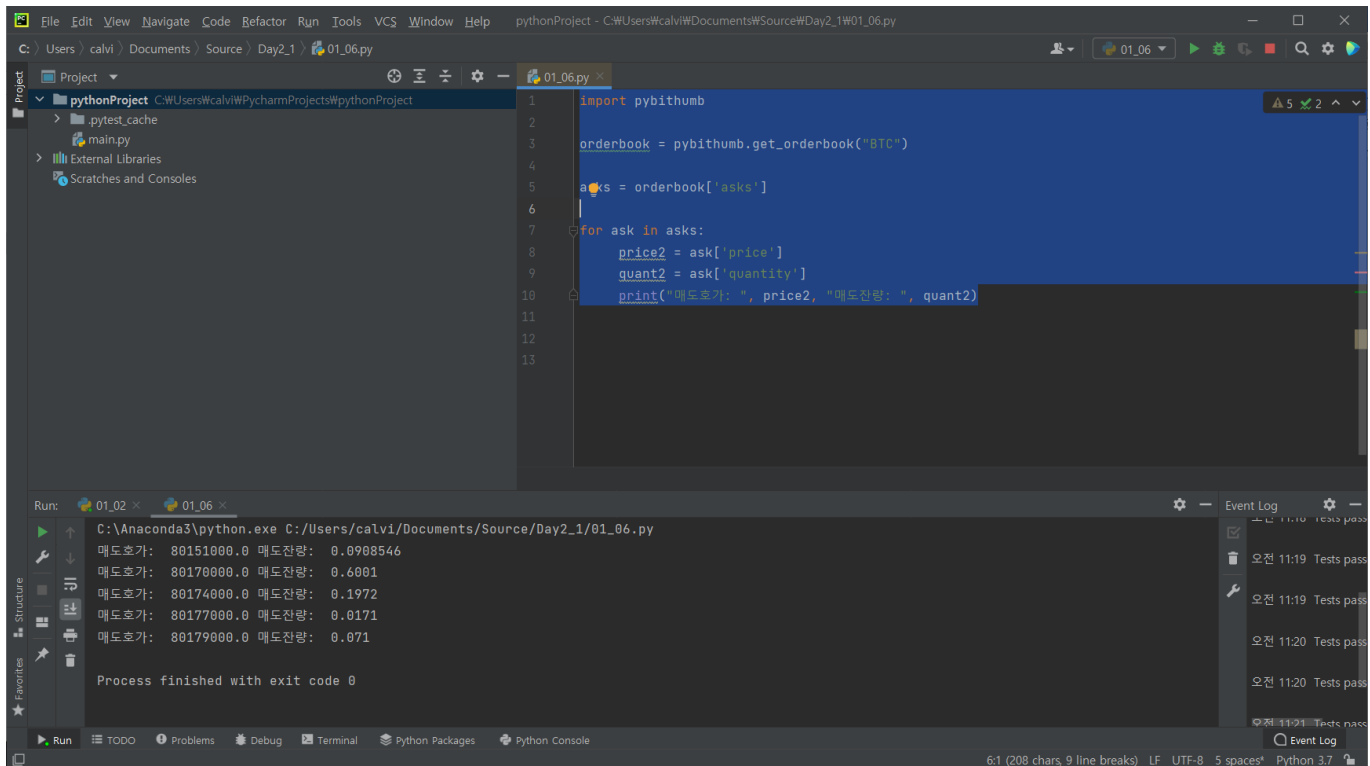 File Edit View Navigate Code Refactor Run Tools VCS Window Help pythonProject - C:₩Users₩calvi₩Documents₩Source₩Day2_1₩01_06.py
C: Users calvi Documents Source Day2_1 01_06.py
01_06
Project
Project
pythonProject C:₩Users₩calvi₩PycharmProjects₩pythonProject
.pytest_cache
main.py
External Libraries
Scratches and Consoles
01_06.py
5 2
1 import pybithumb
2
3 orderbook = pybithumb.get_orderbook("BTC")
4
5 asks = orderbook['asks']
6
7 for ask in asks:
8 price2 = ask['price']
9 quant2 = ask['quantity']
10 print("매도호가: ", price2, "매도잔량: ", quant2)
11
12
13
Run: 01_02 01_06
C:\Anaconda3\python.exe C:/Users/calvi/Documents/Source/Day2_1/01_06.py
매도호가:  80151000.0 매도잔량:  0.0908546
매도호가:  80170000.0 매도잔량:  0.6001
매도호가:  80174000.0 매도잔량:  0.1972
매도호가:  80177000.0 매도잔량:  0.0171
매도호가:  80179000.0 매도잔량:  0.071
Process finished with exit code 0
Event Log
오전 11:19 Tests pass
오전 11:19 Tests pass
오전 11:20 Tests pass
오전 11:20 Tests pass
오전 11:21 Tests pass
Structure
Favorites
Run TODO Problems Debug Terminal Python Packages Python Console Event Log
6:1 (208 chars, 9 line breaks) LF UTF-8 5 spaces* Python 3.7